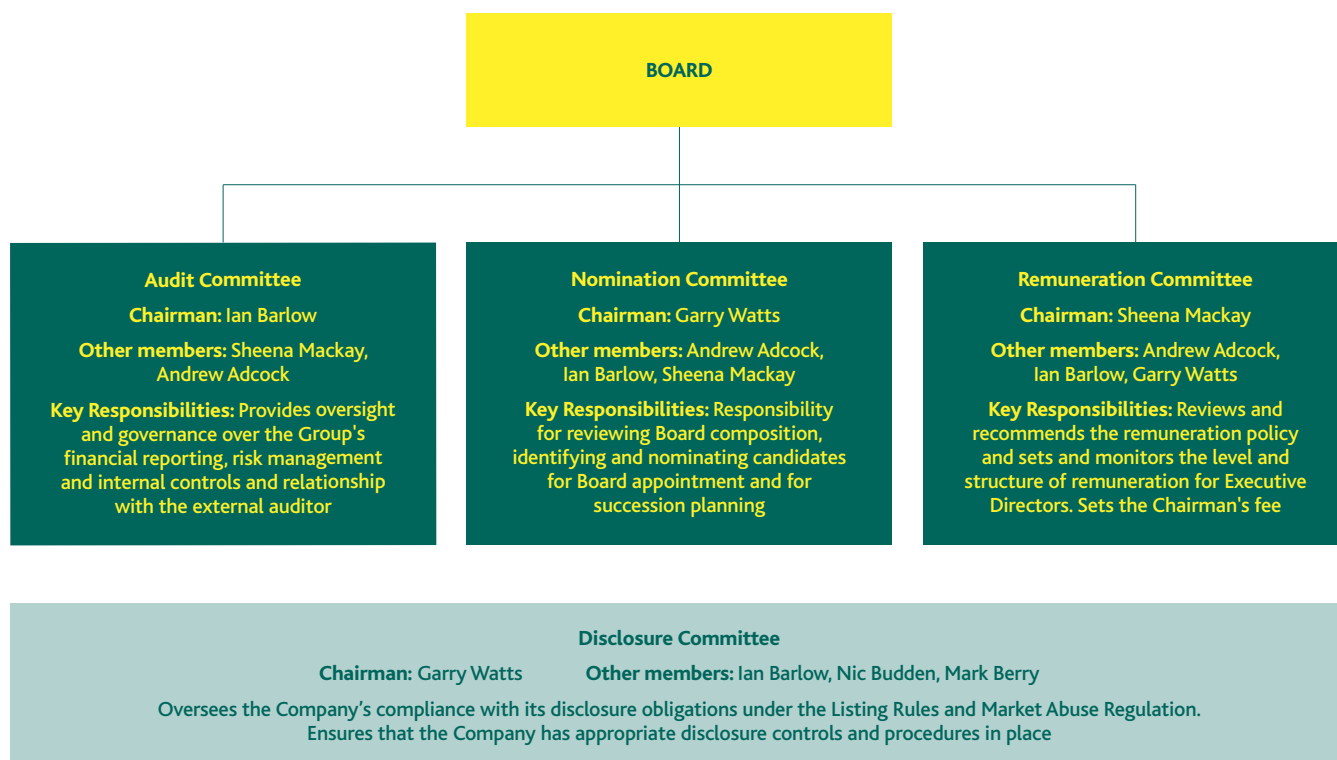 BOARD
Audit Committee
Chairman: Ian Barlow
Other members: Sheena Mackay,
Andrew Adcock
Key Responsibilities: Provides oversight
and governance over the Group's
financial reporting, risk management
and internal controls and relationship
with the external auditor
Nomination Committee
Chairman: Garry Watts
Other members: Andrew Adcock,
Ian Barlow, Sheena Mackay
Key Responsibilities: Responsibility
for reviewing Board composition,
identifying and nominating candidates
for Board appointment and for
succession planning
Remuneration Committee
Chairman: Sheena Mackay
Other members: Andrew Adcock,
Ian Barlow, Garry Watts
Key Responsibilities: Reviews and
recommends the remuneration policy
and sets and monitors the level and
structure of remuneration for Executive
Directors. Sets the Chairman's fee
Disclosure Committee
Chairman: Garry Watts Other members: Ian Barlow, Nic Budden, Mark Berry
Oversees the Company’s compliance with its disclosure obligations under the Listing Rules and Market Abuse Regulation.
Ensures that the Company has appropriate disclosure controls and procedures in place